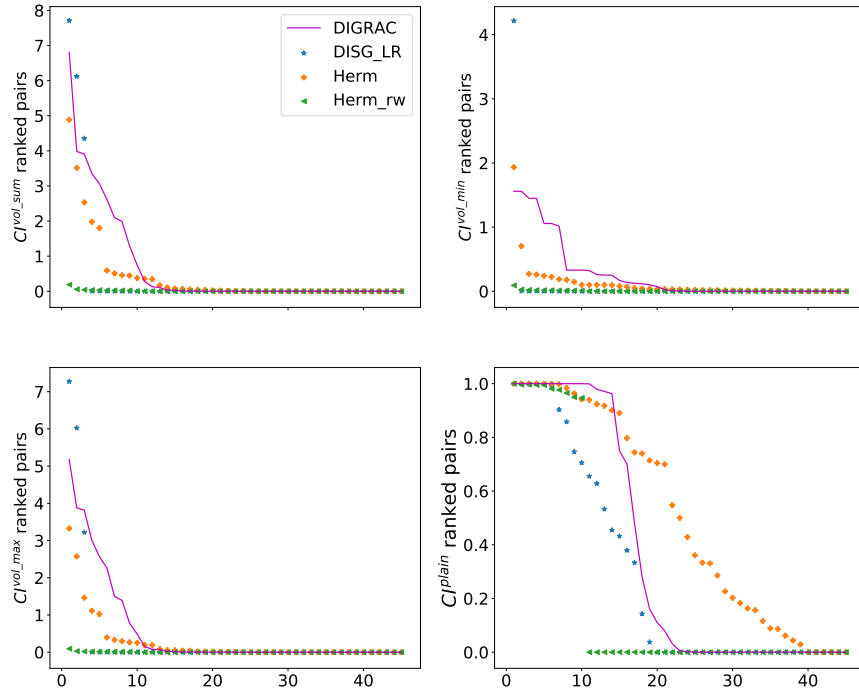 8
7
6
5
4
3
2
1
0
CI^vol_sum ranked pairs
DIGRAC
DISG_LR
Herm
Herm_rw
4
3
2
1
0
CI^vol_min ranked pairs
7
6
5
4
3
2
1
0
CI^vol_max ranked pairs
0 10 20 30 40
1.0
0.8
0.6
0.4
0.2
0.0
CI^plain ranked pairs
0 10 20 30 40